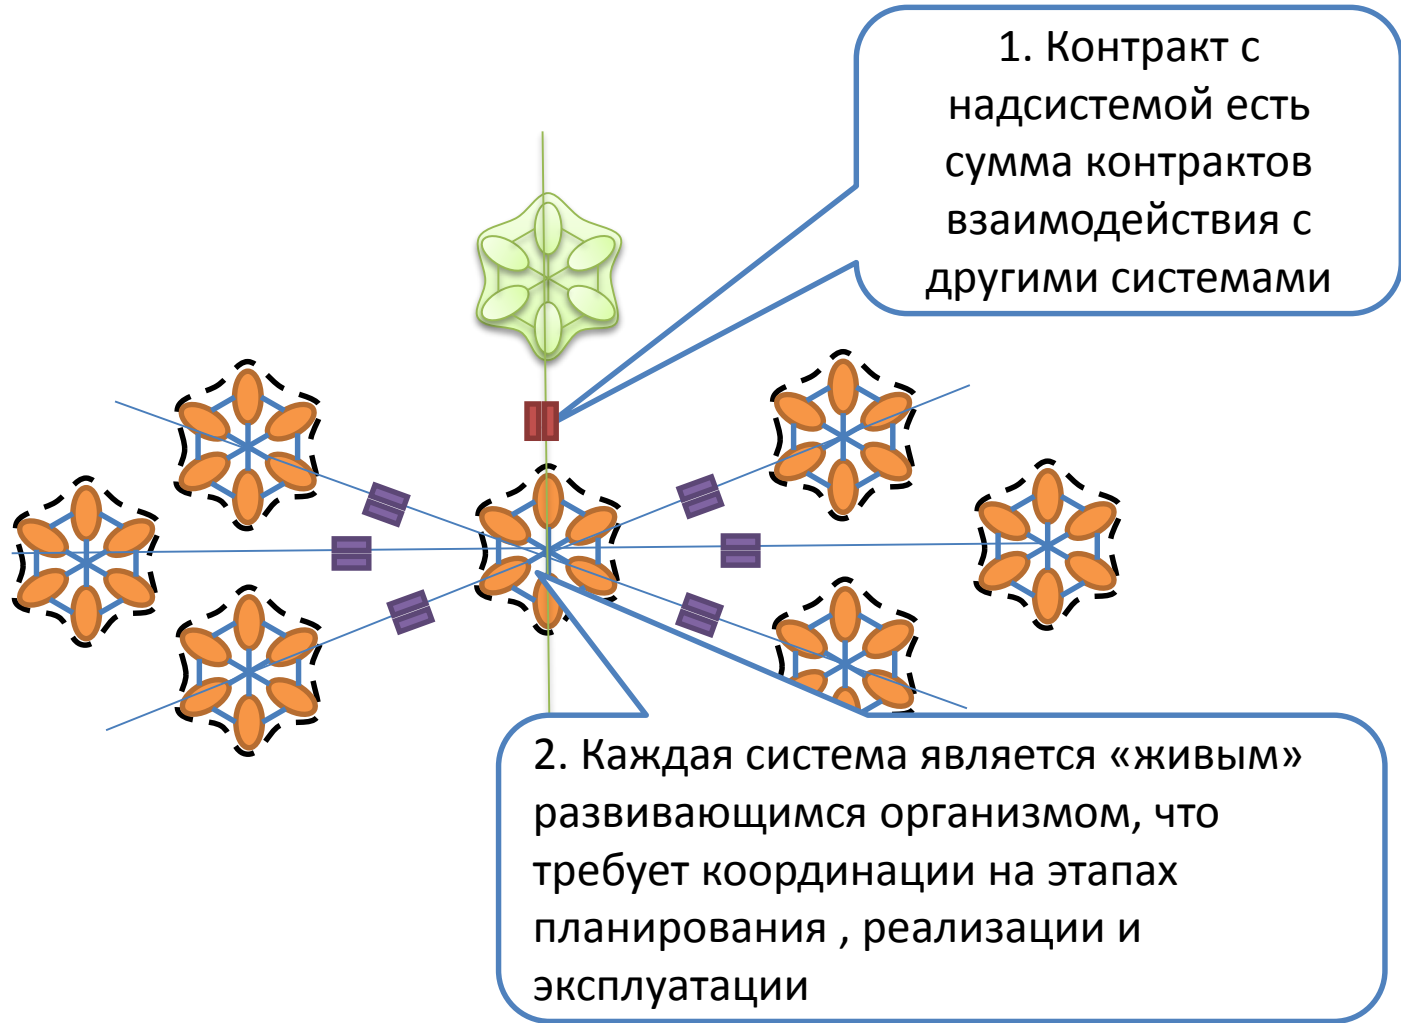 1. Контракт с
надсистемой есть
сумма контрактов
взаимодействия с
другими системами
2. Каждая система является «живым»
развивающимся организмом, что
требует координации на этапах
планирования , реализации и
эксплуатации